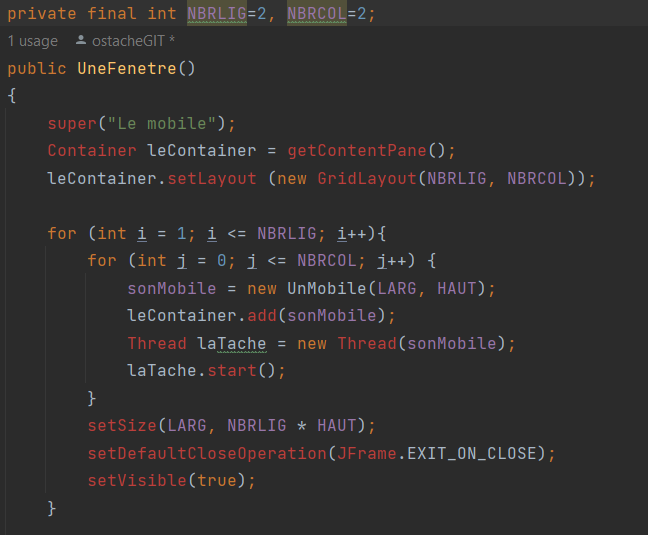 private final int NBRLIG=2, NBRCOL=2;
1 usage ostacheGIT *
public UneFenetre()
{
super("Le mobile");
Container leContainer = getContentPane();
leContainer.setLayout (new GridLayout(NBRLIG, NBRCOL));
for (int i = 1; i <= NBRLIG; i++){
for (int j = 0; j <= NBRCOL; j++) {
sonMobile = new UnMobile(LARG, HAUT);
leContainer.add(sonMobile);
Thread laTache = new Thread(sonMobile);
laTache.start();
}
setSize(LARG, NBRLIG * HAUT);
setDefaultCloseOperation(JFrame.EXIT_ON_CLOSE);
setVisible(true);
}